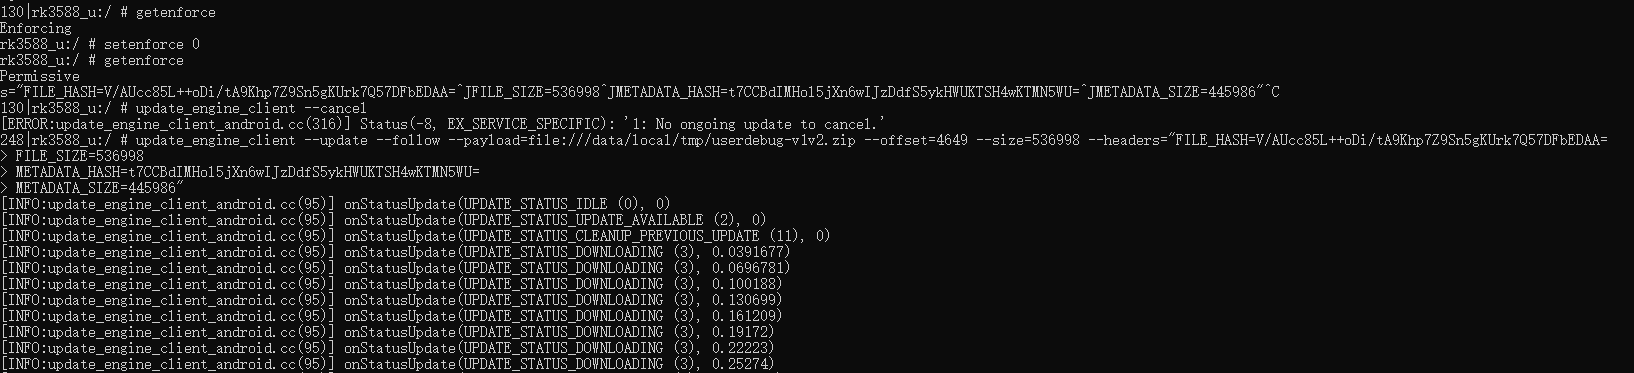 130|rk3588_u:/ # getenforce
Enforcing
rk3588_u:/ # setenforce 0
rk3588_u:/ # getenforce
Permissive
s="FILE_HASH=V/AUcc85L++oDi/tA9Khp7Z9Sn5gKUrk7Q57DFbEDAA=^JFILE_SIZE=536998^JMETADATA_HASH=t7CCBdIMHo15jXn6wIJzDdfS5ykHWUKTSH4wKTMN5WU=^JMETADATA_SIZE=445986"^C
130|rk3588_u:/ # update_engine_client --cancel
[ERROR:update_engine_client_android.cc(316)] Status(-8, EX_SERVICE_SPECIFIC): '1: No ongoing update to cancel.'
248|rk3588_u:/ # update_engine_client --update --follow --payload=file:///data/local/tmp/userdebug-v1v2.zip --offset=4649 --size=536998 --headers="FILE_HASH=V/AUcc85L++oDi/tA9Khp7Z9Sn5gKUrk7Q57DFbEDAA=
> FILE_SIZE=536998
> METADATA_HASH=t7CCBdIMHo15jXn6wIJzDdfS5ykHWUKTSH4wKTMN5WU=
> METADATA_SIZE=445986"
[INFO:update_engine_client_android.cc(95)] onStatusUpdate(UPDATE_STATUS_IDLE (0), 0)
[INFO:update_engine_client_android.cc(95)] onStatusUpdate(UPDATE_STATUS_UPDATE_AVAILABLE (2), 0)
[INFO:update_engine_client_android.cc(95)] onStatusUpdate(UPDATE_STATUS_CLEANUP_PREVIOUS_UPDATE (11), 0)
[INFO:update_engine_client_android.cc(95)] onStatusUpdate(UPDATE_STATUS_DOWNLOADING (3), 0.0391677)
[INFO:update_engine_client_android.cc(95)] onStatusUpdate(UPDATE_STATUS_DOWNLOADING (3), 0.0696781)
[INFO:update_engine_client_android.cc(95)] onStatusUpdate(UPDATE_STATUS_DOWNLOADING (3), 0.100188)
[INFO:update_engine_client_android.cc(95)] onStatusUpdate(UPDATE_STATUS_DOWNLOADING (3), 0.130699)
[INFO:update_engine_client_android.cc(95)] onStatusUpdate(UPDATE_STATUS_DOWNLOADING (3), 0.161209)
[INFO:update_engine_client_android.cc(95)] onStatusUpdate(UPDATE_STATUS_DOWNLOADING (3), 0.19172)
[INFO:update_engine_client_android.cc(95)] onStatusUpdate(UPDATE_STATUS_DOWNLOADING (3), 0.22223)
[INFO:update_engine_client_android.cc(95)] onStatusUpdate(UPDATE_STATUS_DOWNLOADING (3), 0.25274)